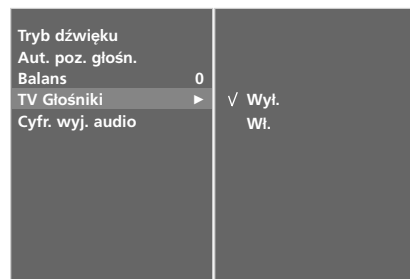 Tryb dźwięku
Aut. poz. głośn.
Balans 0
TV Głośniki ►
Cyfr. wyj. audio
√ Wył.
Wł.